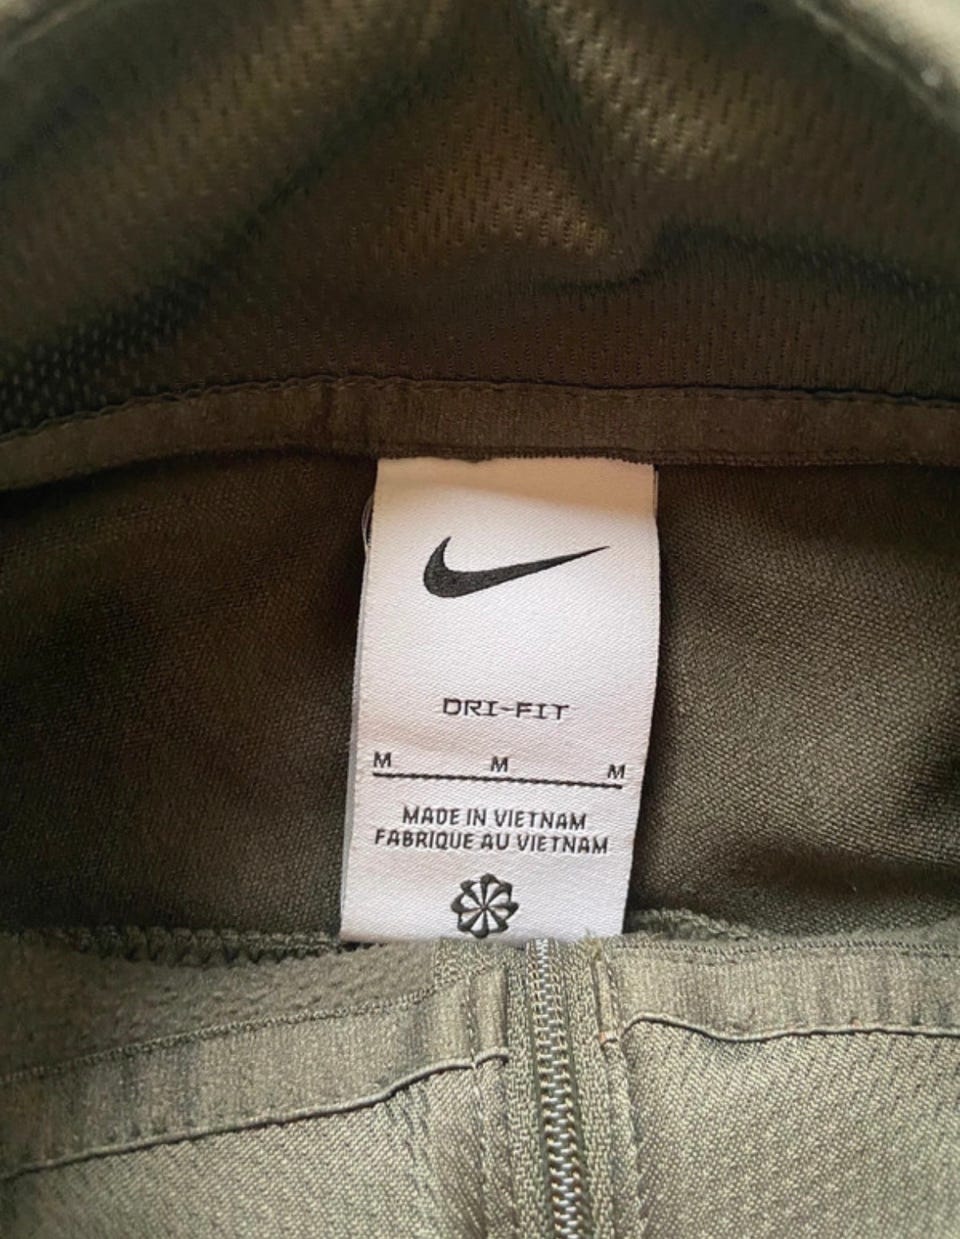 DRI-FIT
M M M
MADE IN VIETNAM
FABRIQUE AU VIETNAM